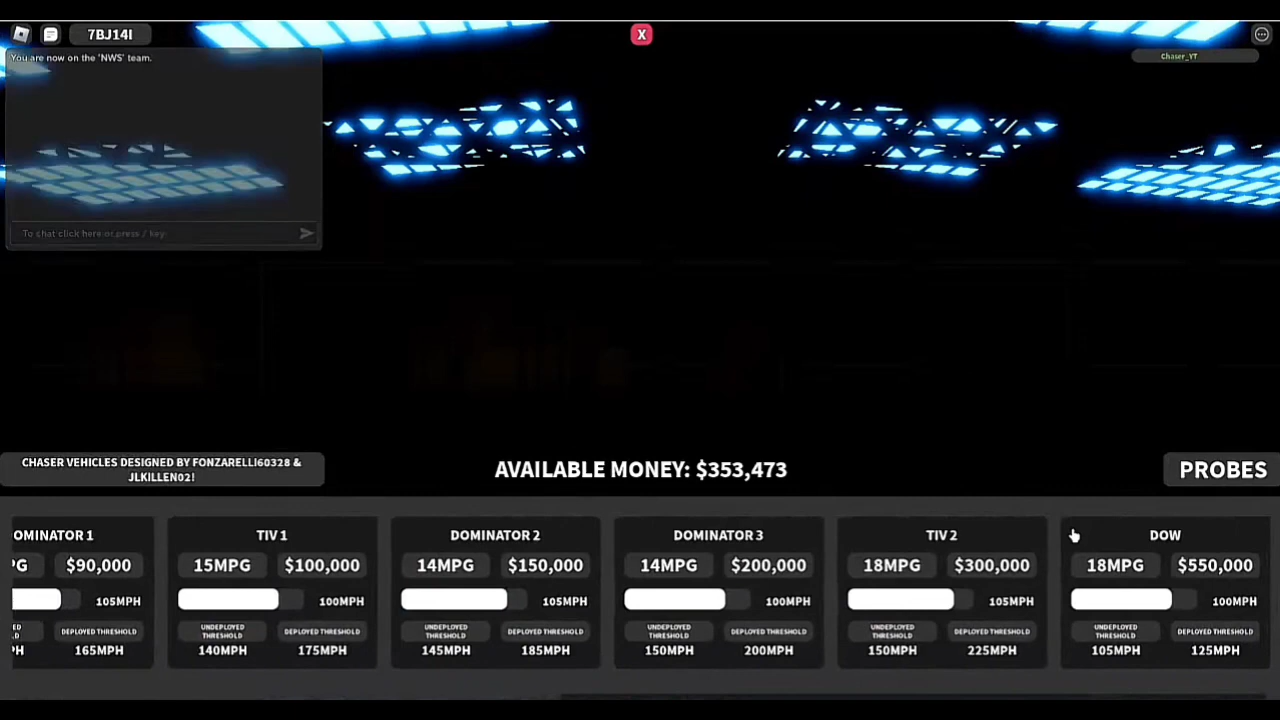 7BJ14I
X
Chaser_YT
You are now on the 'NWS' team.
To chat click here or press / key
CHASER VEHICLES DESIGNED BY FONZARELLI60328 &
JLKILLEN02!
AVAILABLE MONEY: $353,473
PROBES
OMINATOR 1
PG
$90,000
105MPH
DEPLOYED THRESHOLD
165MPH
TIV 1
15MPG
$100,000
100MPH
UNDEPLOYED
THRESHOLD
DEPLOYED THRESHOLD
140MPH
175MPH
DOMINATOR 2
14MPG
$150,000
105MPH
UNDEPLOYED
THRESHOLD
DEPLOYED THRESHOLD
145MPH
185MPH
DOMINATOR 3
14MPG
$200,000
100MPH
UNDEPLOYED
THRESHOLD
DEPLOYED THRESHOLD
150MPH
200MPH
TIV 2
18MPG
$300,000
105MPH
UNDEPLOYED
THRESHOLD
DEPLOYED THRESHOLD
150MPH
225MPH
DOW
18MPG
$550,000
100MPH
UNDEPLOYED
THRESHOLD
DEPLOYED THRESHOLD
105MPH
125MPH